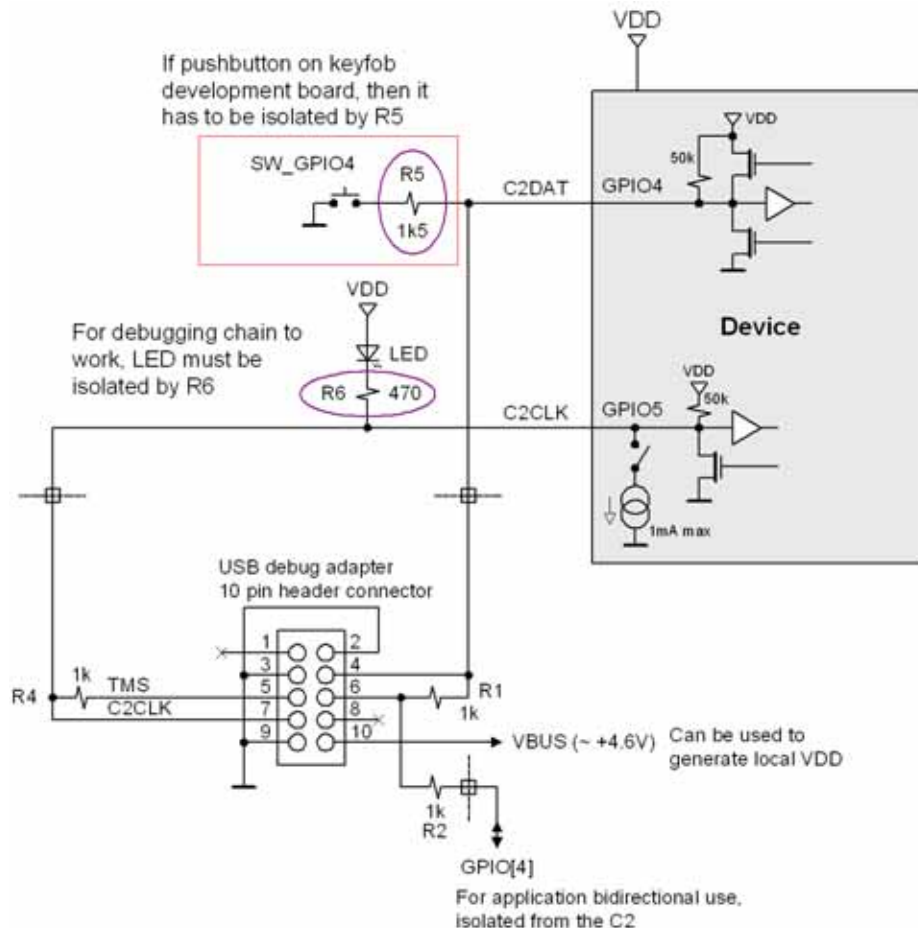 VDD
If pushbutton on keyfob
development board, then it
has to be isolated by R5
VDD
50k
SW_GPIO4
R5
1k5
C2DAT
GPIO4
VDD
For debugging chain to
work, LED must be
isolated by R6
LED
R6
470
Device
VDD
50k
C2CLK
GPIO5
1mA max
USB debug adapter
10 pin header connector
1
2
3
4
1k
TMS
5
6
R4
R1
C2CLK
7
8
1k
9
10
VBUS (~ +4.6V)
Can be used to
generate local VDD
1k
R2
GPIO[4]
For application bidirectional use,
isolated from the C2